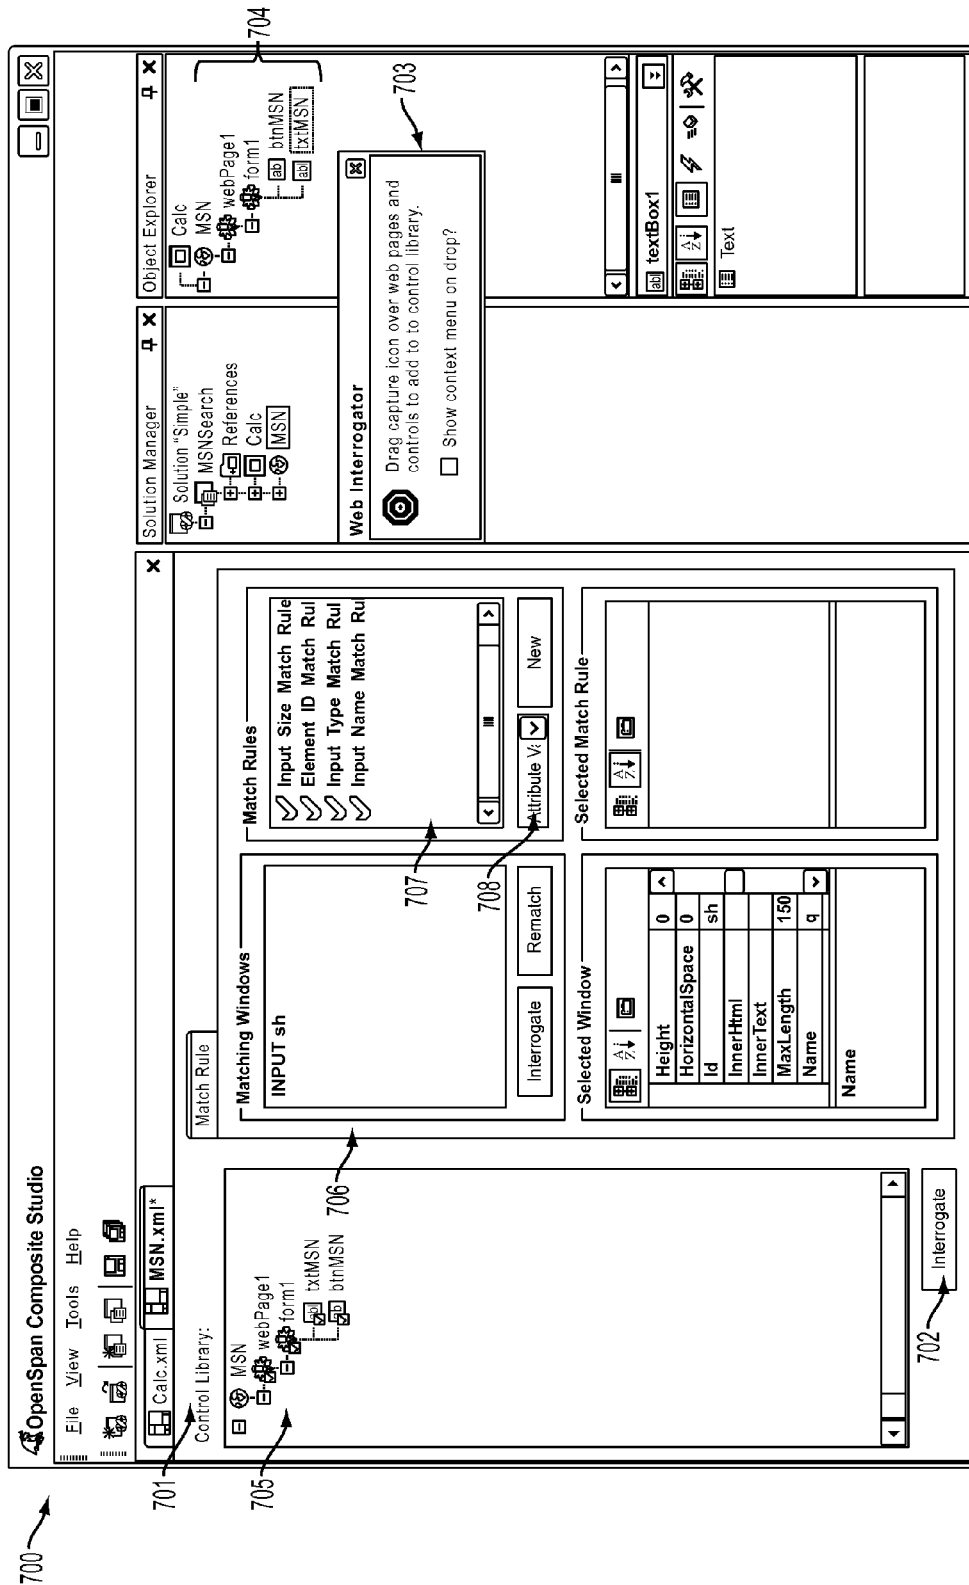 700
OpenSpan Composite Studio
File View Tools Help
Calc.xml
MSN.xml*
701
Control Library:
MSN
webPage1
form1
txtMSN
btnMSN
705
Interrogate
702
Match Rule
Matching Windows
INPUT sh
Interrogate
Rematch
706
Match Rules
Input Size Match Rule
Element ID Match Rul
Input Type Match Rul
Input Name Match Ru
707
Attribute Va
New
708
Selected Window
Height 0
HorizontalSpace 0
Id sh
InnerHtml
InnerText
MaxLength 150
Name q
Name
Selected Match Rule
Solution Manager
Solution "Simple"
MSNSearch
References
Calc
MSN
Web Interrogator
Drag capture icon over web pages and
controls to add to to control library.
Show context menu on drop?
703
Object Explorer
Calc
MSN
webPage1
form1
btnMSN
txtMSN
704
abl textBox1
Text